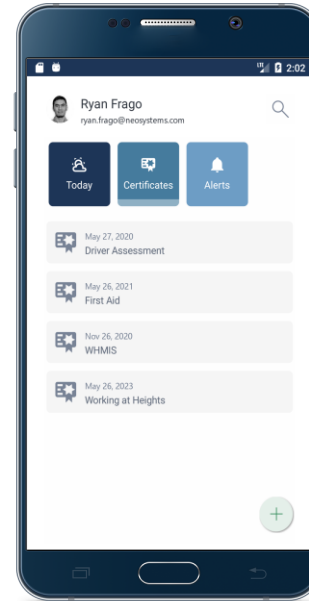 LTE 2:02
Ryan Frago
ryan.frago@neosystems.com
Today Certificates Alerts
May 27, 2020
Driver Assessment
May 26, 2021
First Aid
Nov 26, 2020
WHMIS
May 26, 2023
Working at Heights